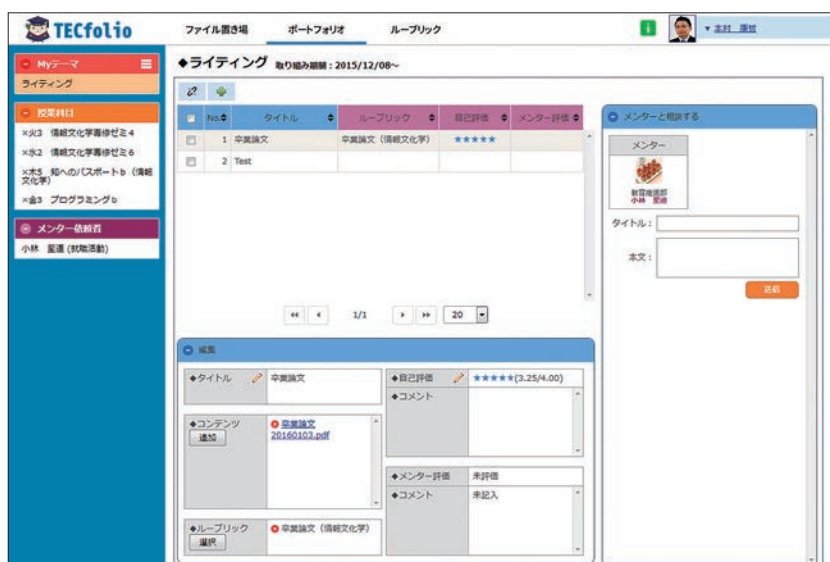 TECfolio
ファイル置き場 ポートフォリオ ルーブリック
Myテーマ
ライティング
授業科目
×火3 情報文化学専修ゼミ4
×水2 情報文化学専修ゼミ6
×木5 知へのパスポートb（情報
文化学）
×金3 プログラミングb
メンター依頼者
小林 至道 (就職活動)
◆ライティング 取り組み期間：2015/12/08～
No. タイトル ルーブリック 自己評価 メンター評価
1 卒業論文 卒業論文（情報文化学） ★★★★★
2 Test
1/1 20
編集
◆タイトル 卒業論文
◆コンテンツ 卒業論文
追加 20160103.pdf
◆ルーブリック 卒業論文（情報文化学）
選択
◆自己評価 ★★★★★(3.25/4.00)
◆コメント
◆メンター評価 未評価
◆コメント 未記入
メンターと相談する
メンター
教育推進部
小林 至道
タイトル：
本文：
送信